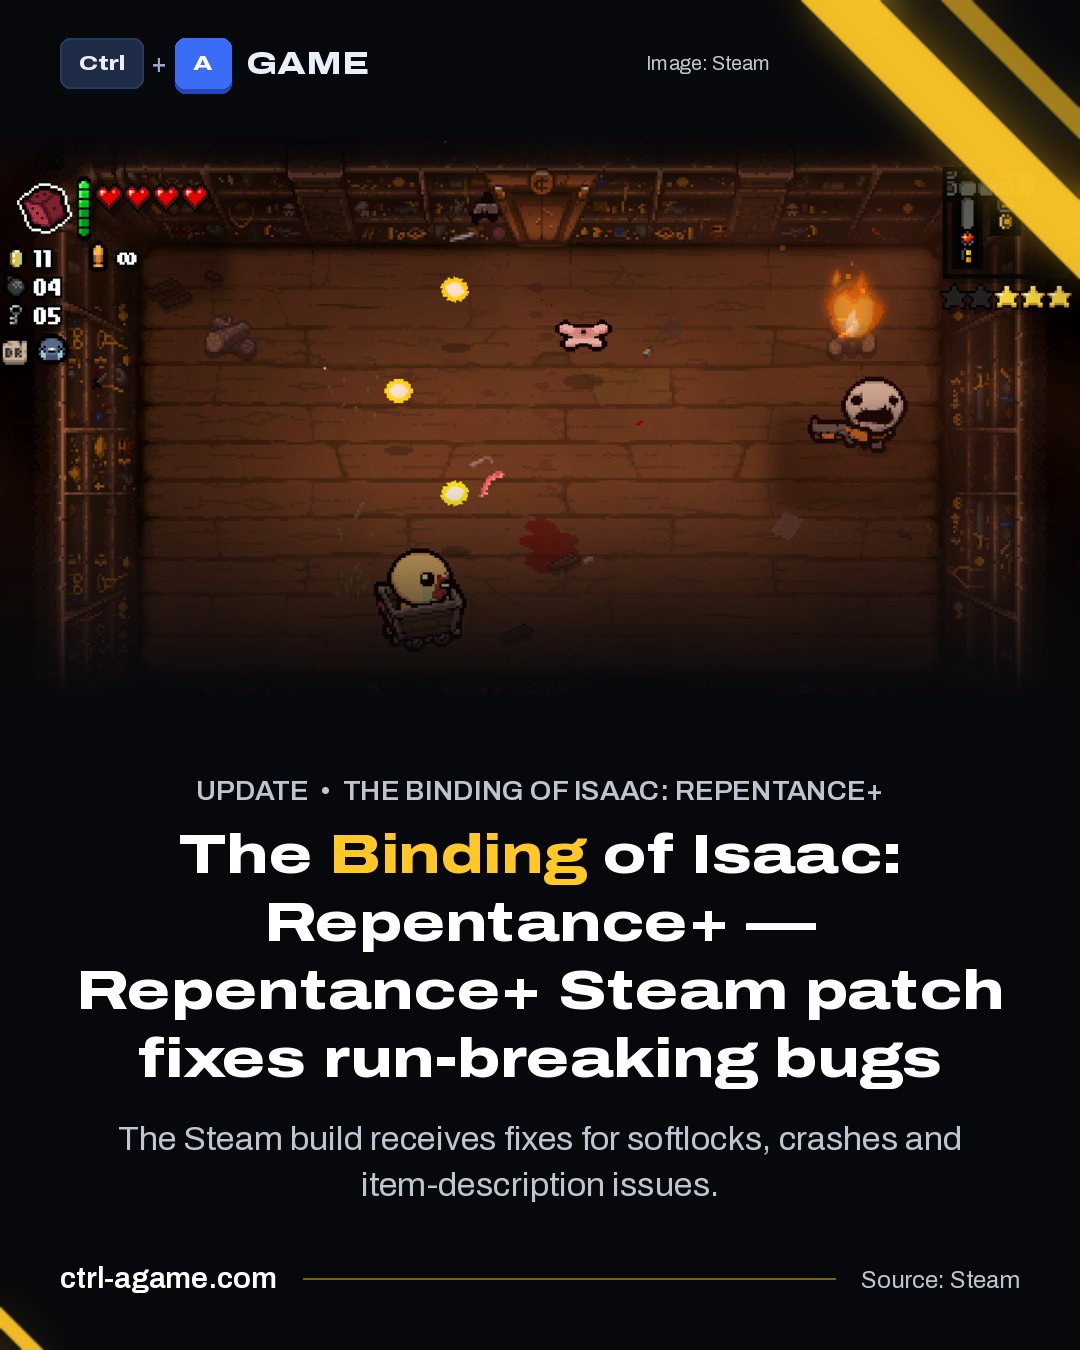 Ctrl + A GAME
Image: Steam
11
∞
04
05
DR
UPDATE • THE BINDING OF ISAAC: REPENTANCE+
The Binding of Isaac:
Repentance+ —
Repentance+ Steam patch
fixes run-breaking bugs
The Steam build receives fixes for softlocks, crashes and
item-description issues.
ctrl-agame.com
Source: Steam